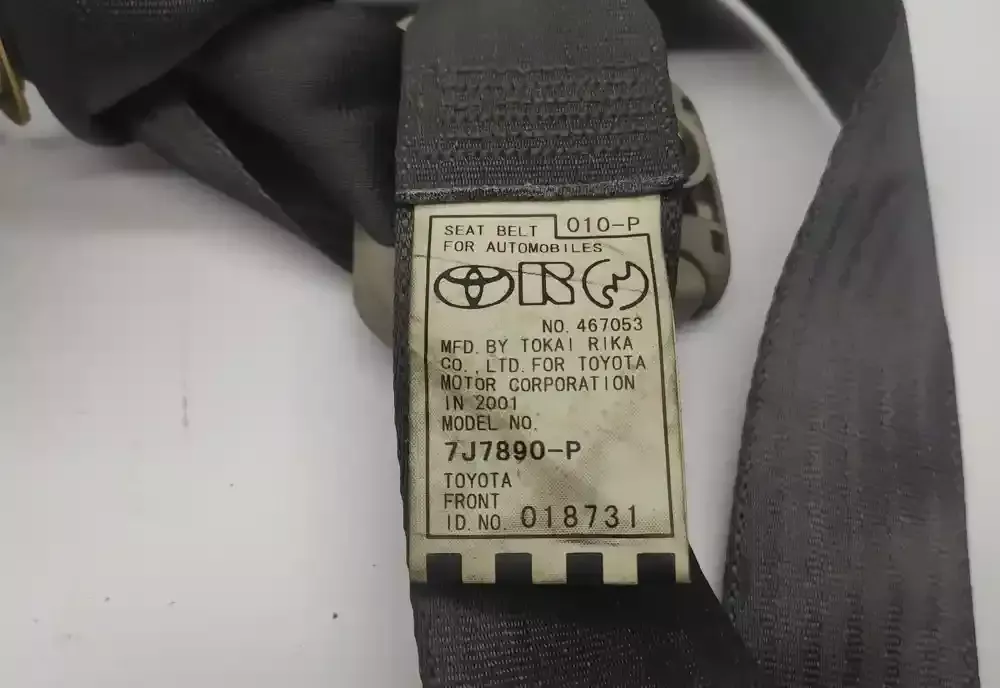 SEAT BELT 010-P
FOR AUTOMOBILES
NO. 467053
MFD. BY TOKAI RIKA
CO., LTD. FOR TOYOTA
MOTOR CORPORATION
IN 2001
MODEL NO.
7J7890-P
TOYOTA
FRONT
ID. NO. 018731